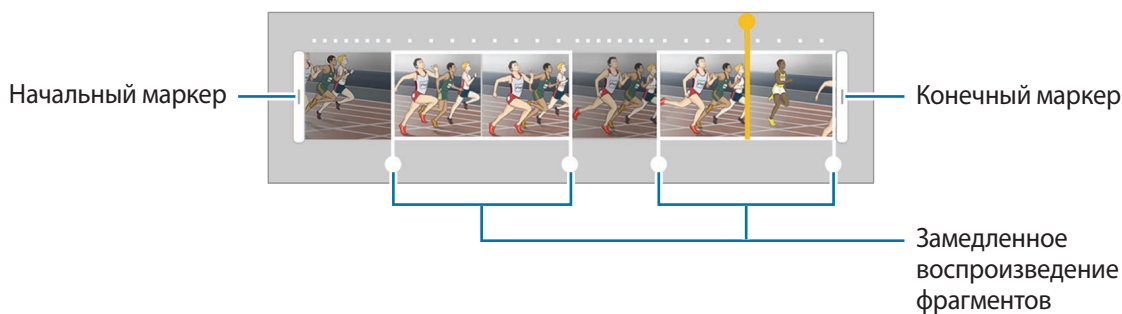 Начальный маркер
Конечный маркер
Замедленное
воспроизведение
фрагментов